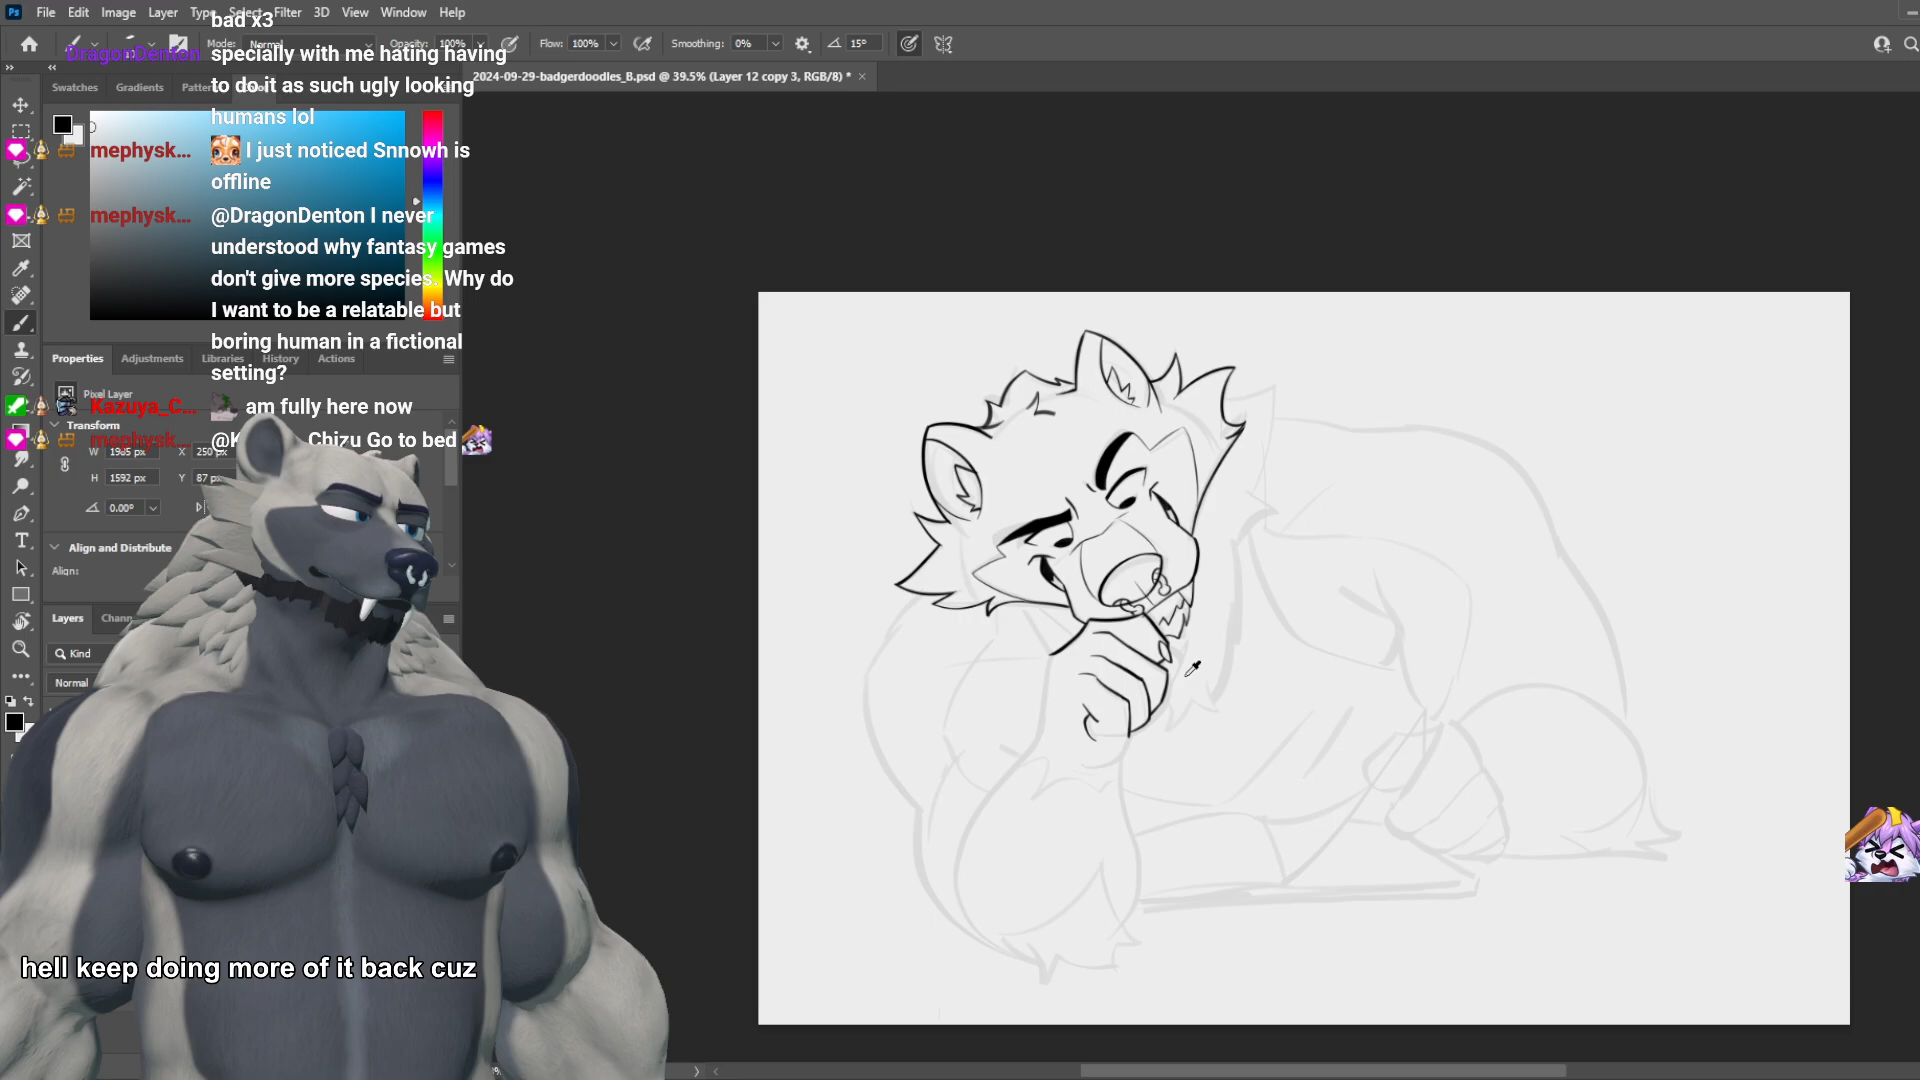 Ps File Edit Image Layer Type Select Filter 3D View Window Help
bad x3
Mode: Normal Opacity: 100% Flow: 100% Smoothing: 0% 15°
DragonDenton specially with me hating having
to do it as such ugly looking
humans lol
2024-09-29-badgerdoodles_B.psd @ 39.5% (Layer 12 copy 3, RGB/8) *
Swatches Gradients
mephysk... I just noticed Snnowh is
offline
mephysk... @DragonDenton I never
understood why fantasy games
don't give more species. Why do
I want to be a relatable but
boring human in a fictional
setting?
Properties Adjustments Libraries History Actions
Pixel Layer
Kazuya_C... am fully here now
Transform
mephysk... Chizu Go to bed
W X 250 px
H 1592 px Y 87 px
0.00°
Align and Distribute
Align:
Layers
Kind
Normal
hell keep doing more of it back cuz